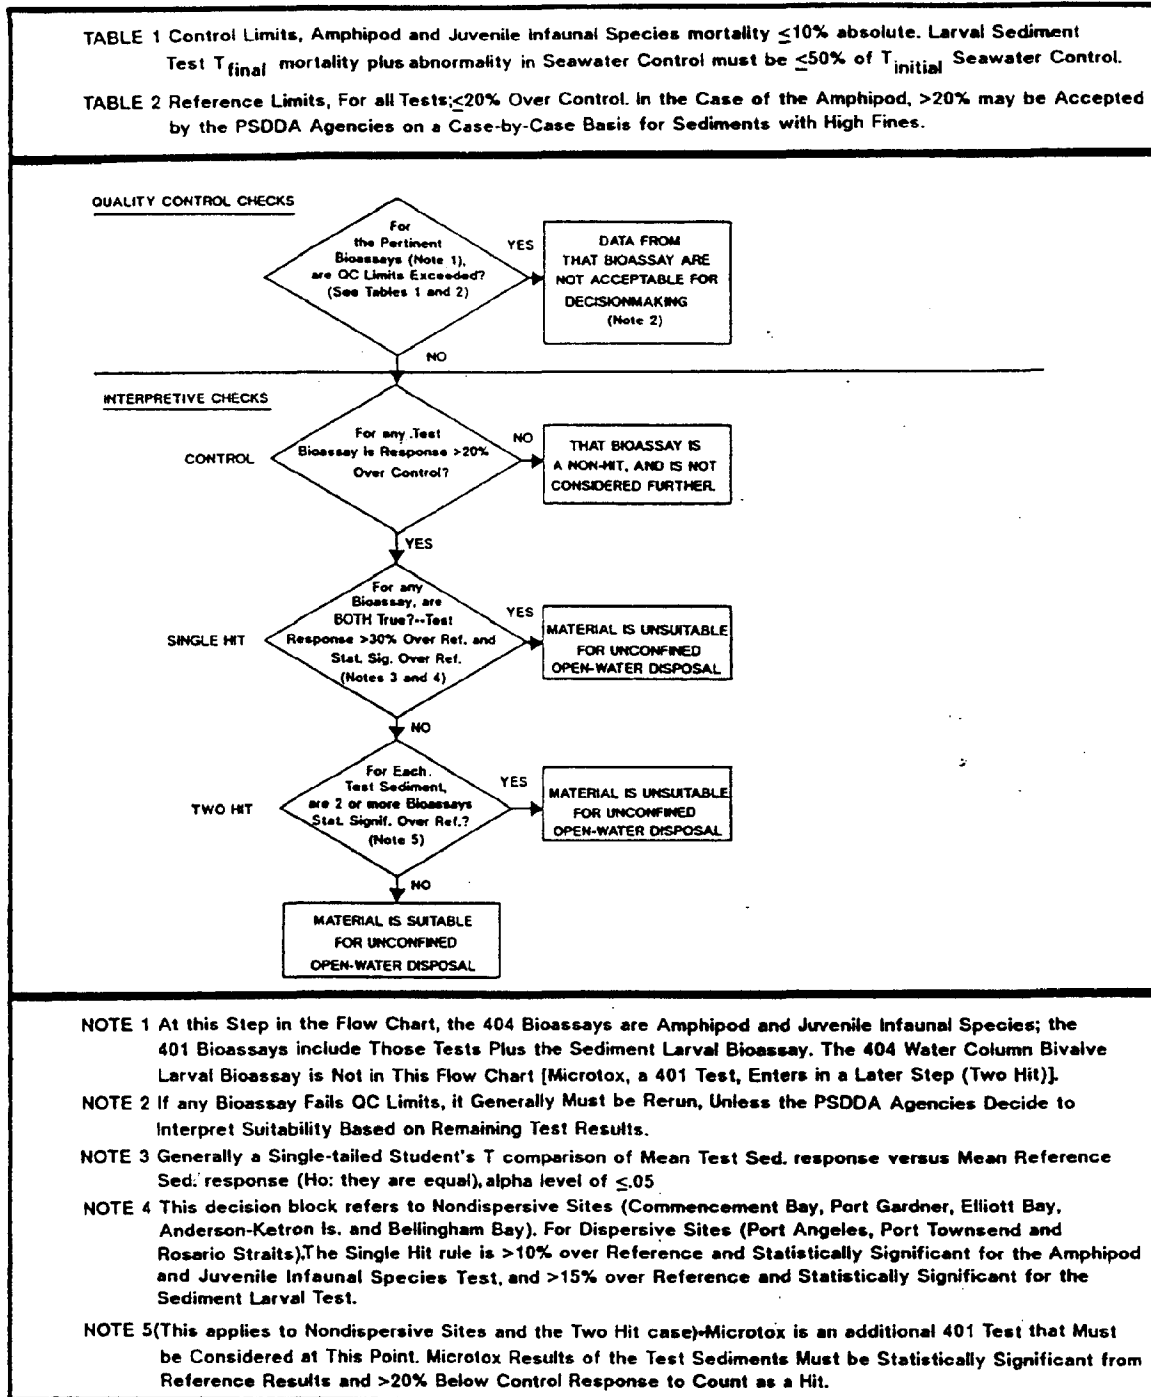 TABLE 1 Control Limits, Amphipod and Juvenile Infaunal Species mortality ≤10% absolute. Larval Sediment
Test T final mortality plus abnormality in Seawater Control must be ≤50% of T initial Seawater Control.
TABLE 2 Reference Limits, For all Tests;≤20% Over Control. In the Case of the Amphipod, >20% may be Accepted
by the PSDDA Agencies on a Case-by-Case Basis for Sediments with High Fines.
QUALITY CONTROL CHECKS
For
the Pertinent
Bioassays (Note 1),
are QC Limits Exceeded?
(See Tables 1 and 2)
YES
DATA FROM
THAT BIOASSAY ARE
NOT ACCEPTABLE FOR
DECISIONMAKING
(Note 2)
NO
INTERPRETIVE CHECKS
CONTROL
For any Test
Bioassay is Response >20%
Over Control?
NO
THAT BIOASSAY IS
A NON-HIT, AND IS NOT
CONSIDERED FURTHER.
YES
SINGLE HIT
For any
Bioassay, are
BOTH True?--Test
Response >30% Over Ref. and
Stat. Sig. Over Ref.
(Notes 3 and 4)
YES
MATERIAL IS UNSUITABLE
FOR UNCONFINED
OPEN-WATER DISPOSAL
NO
TWO HIT
For Each
Test Sediment,
are 2 or more Bioassays
Stat. Signif. Over Ref.?
(Note 5)
YES
MATERIAL IS UNSUITABLE
FOR UNCONFINED
OPEN-WATER DISPOSAL
NO
MATERIAL IS SUITABLE
FOR UNCONFINED
OPEN-WATER DISPOSAL
NOTE 1 At this Step in the Flow Chart, the 404 Bioassays are Amphipod and Juvenile Infaunal Species; the
401 Bioassays include Those Tests Plus the Sediment Larval Bioassay. The 404 Water Column Bivalve
Larval Bioassay is Not in This Flow Chart [Microtox, a 401 Test, Enters in a Later Step (Two Hit)].
NOTE 2 If any Bioassay Fails QC Limits, it Generally Must be Rerun, Unless the PSDDA Agencies Decide to
Interpret Suitability Based on Remaining Test Results.
NOTE 3 Generally a Single-tailed Student's T comparison of Mean Test Sed. response versus Mean Reference
Sed. response (Ho: they are equal), alpha level of ≤.05
NOTE 4 This decision block refers to Nondispersive Sites (Commencement Bay, Port Gardner, Elliott Bay,
Anderson-Ketron Is. and Bellingham Bay). For Dispersive Sites (Port Angeles, Port Townsend and
Rosario Straits),The Single Hit rule is >10% over Reference and Statistically Significant for the Amphipod
and Juvenile Infaunal Species Test, and >15% over Reference and Statistically Significant for the
Sediment Larval Test.
NOTE 5(This applies to Nondispersive Sites and the Two Hit case)-Microtox is an additional 401 Test that Must
be Considered at This Point. Microtox Results of the Test Sediments Must be Statistically Significant from
Reference Results and >20% Below Control Response to Count as a Hit.